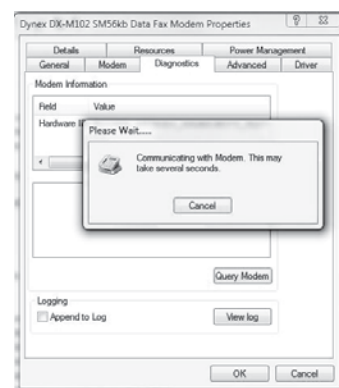 Dynex DX-M102 SM56kb Data Fax Modem Properties
Details Resources Power Management
General Modem Diagnostics Advanced Driver
Modem Information
Field Value
Hardware
Please Wait.....
Communicating with Modem. This may
take several seconds.
Cancel
Query Modem
Logging
Append to Log View log
OK Cancel